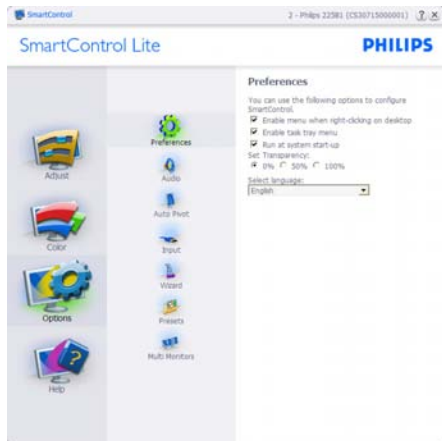 SmartControl
2 - Philips 225B1 (CS30715000001)
SmartControl Lite
PHILIPS
Adjust
Color
Options
Help
Preferences
Audio
Auto Pivot
Input
Wizard
Presets
Multi Monitors
Preferences
You can use the following options to configure
SmartControl.
Enable menu when right-clicking on desktop
Enable task tray menu
Run at system start-up
Set Transparency:
0% 50% 100%
Select language:
English